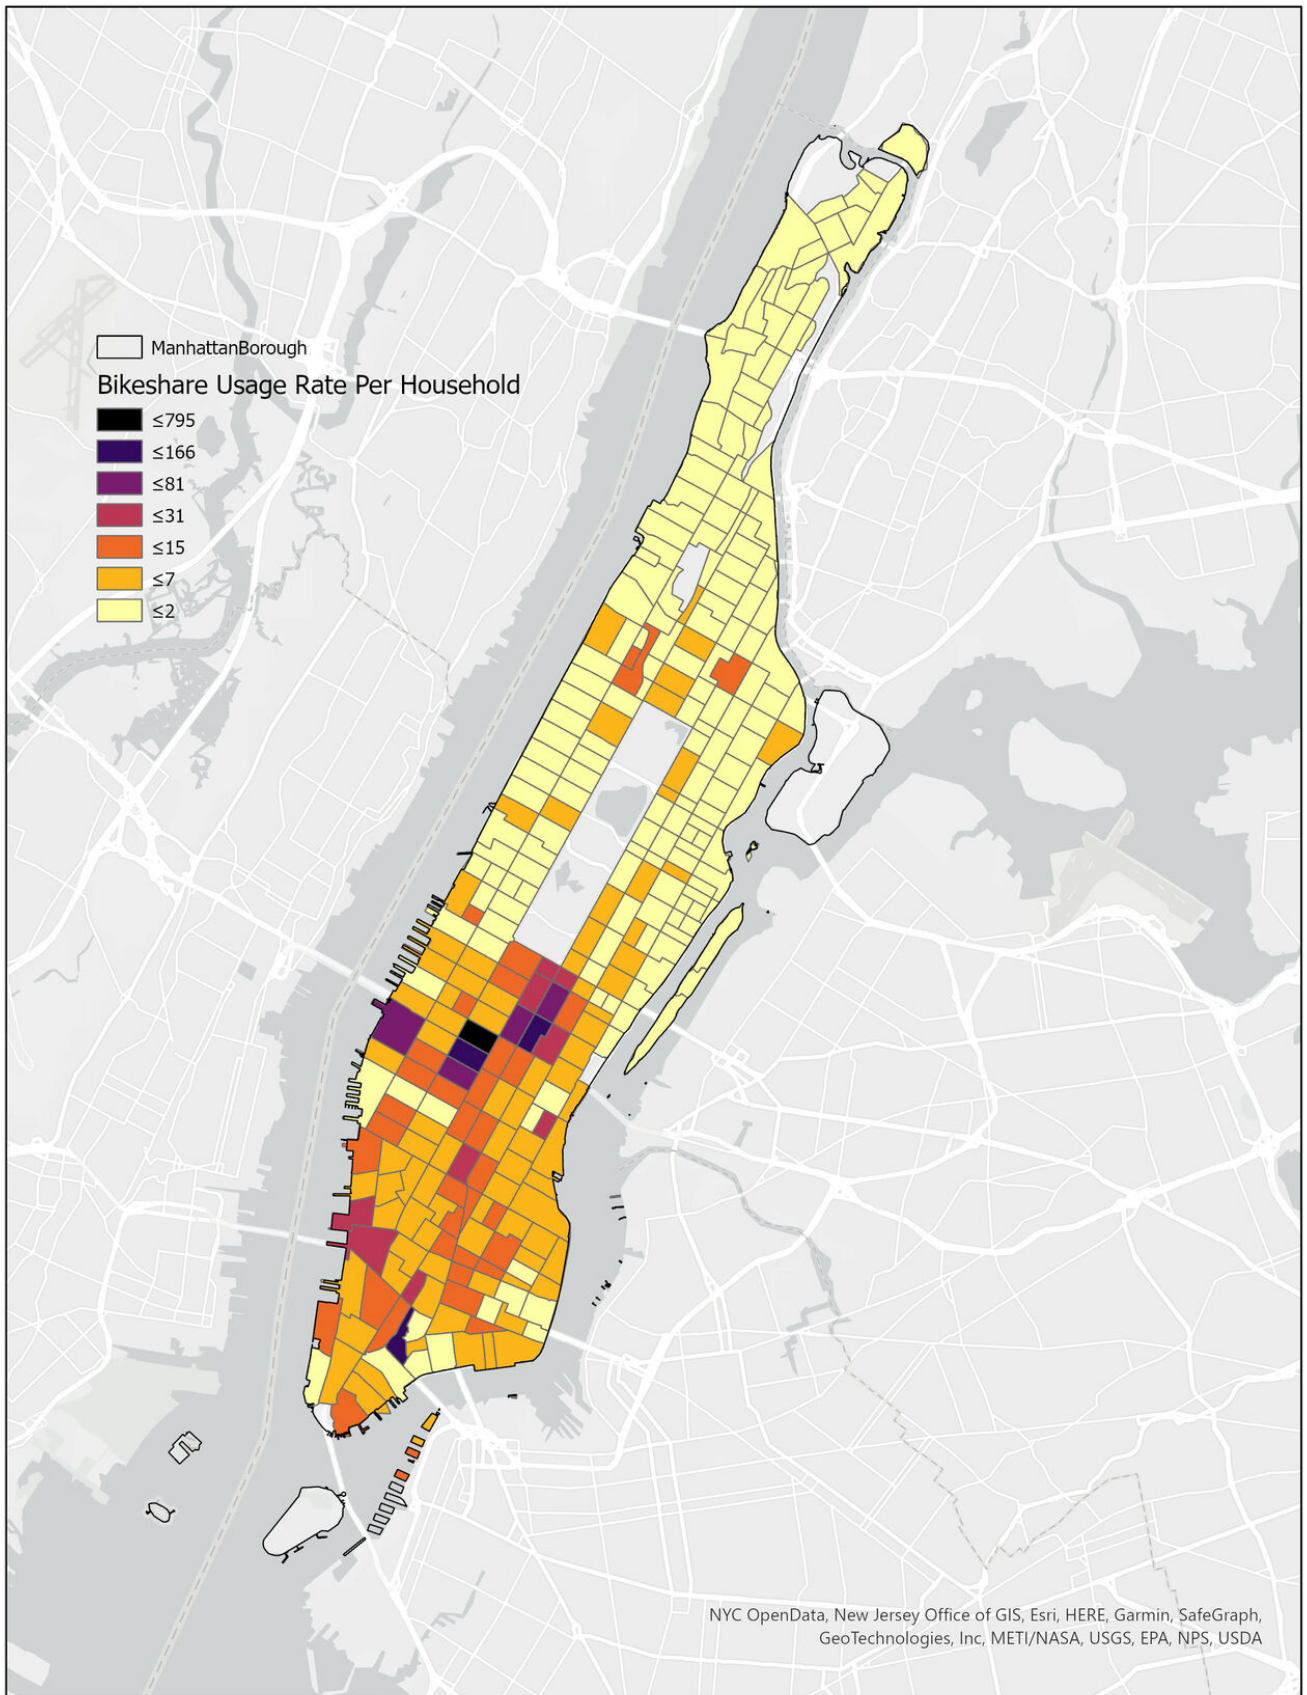 ManhattanBorough
Bikeshare Usage Rate Per Household
≤795
≤166
≤81
≤31
≤15
≤7
≤2
NYC OpenData, New Jersey Office of GIS, Esri, HERE, Garmin, SafeGraph,
GeoTechnologies, Inc, METI/NASA, USGS, EPA, NPS, USDA